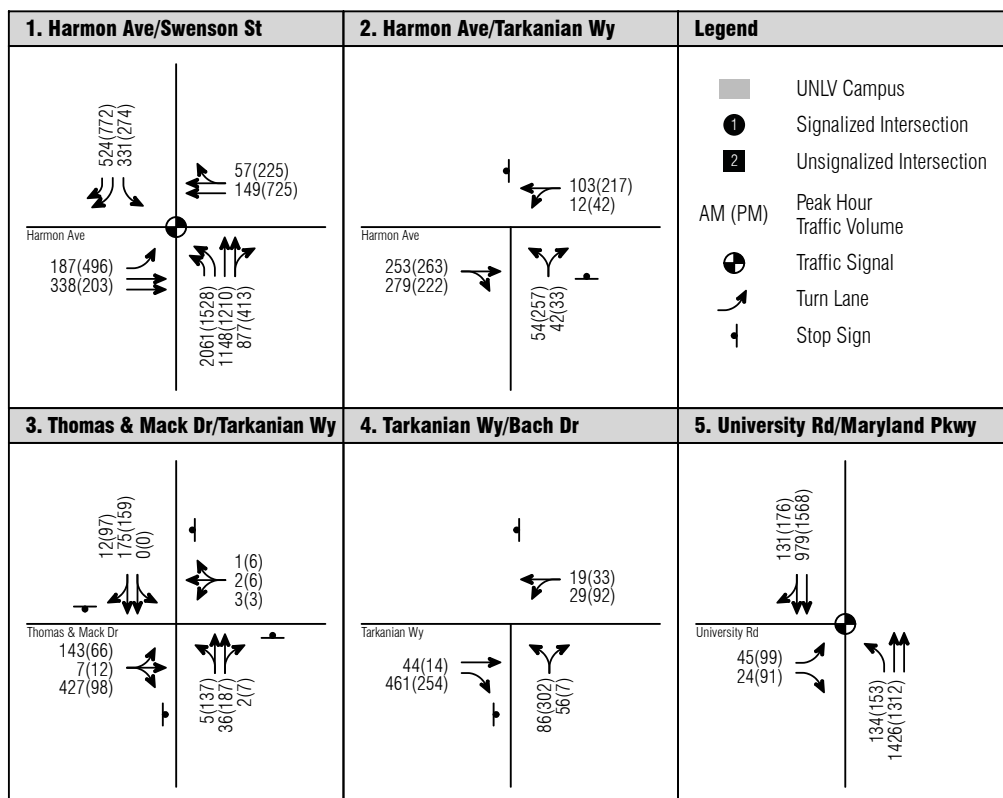 1. Harmon Ave/Swenson St
524(772)
331(274)
57(225)
149(725)
Harmon Ave
187(496)
338(203)
2061(1528)
1148(1210)
877(413)
2. Harmon Ave/Tarkanian Wy
103(217)
12(42)
Harmon Ave
253(263)
279(222)
54(257)
42(33)
Legend
UNLV Campus
1 Signalized Intersection
2 Unsignalized Intersection
AM (PM) Peak Hour
Traffic Volume
Traffic Signal
Turn Lane
Stop Sign
3. Thomas & Mack Dr/Tarkanian Wy
12(97)
175(159)
0(0)
1(6)
2(6)
3(3)
Thomas & Mack Dr
143(66)
7(12)
427(98)
5(137)
36(187)
2(7)
4. Tarkanian Wy/Bach Dr
19(33)
29(92)
Tarkanian Wy
44(14)
461(254)
86(302)
56(7)
5. University Rd/Maryland Pkwy
131(176)
979(1568)
University Rd
45(99)
24(91)
134(153)
1426(1312)